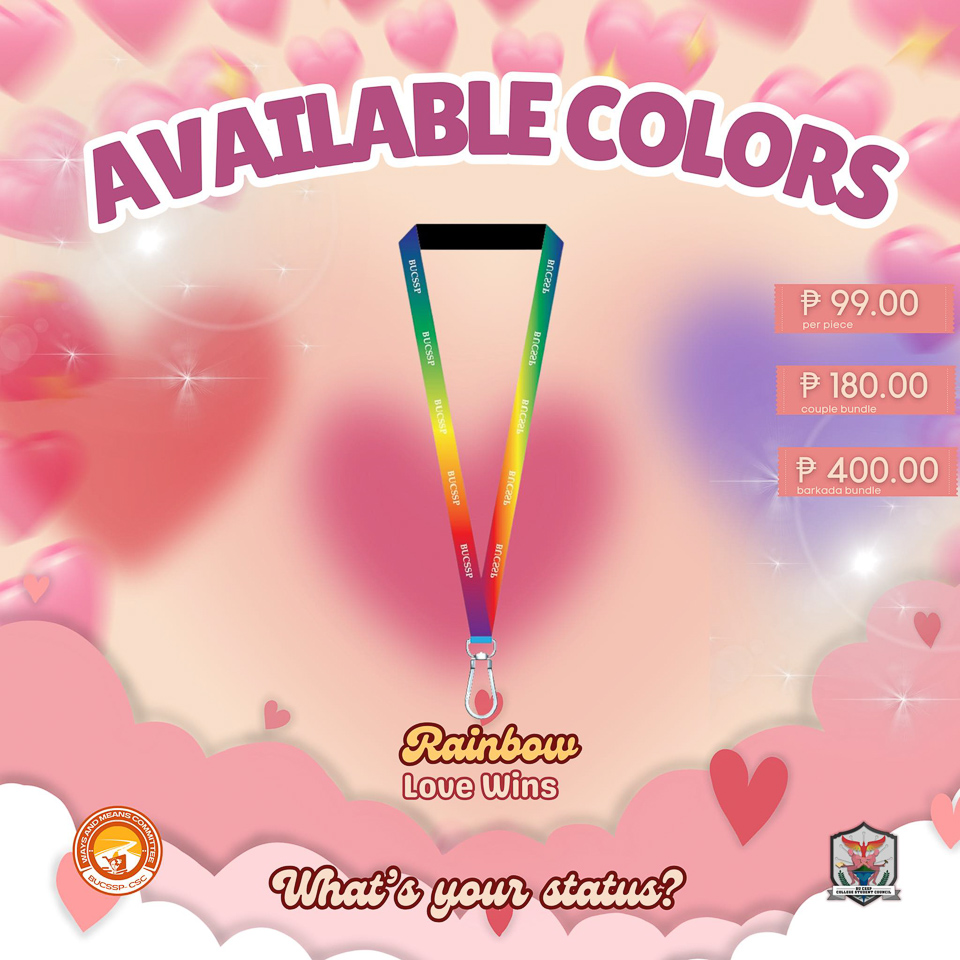 AVAILABLE COLORS
₱ 99.00
per piece
₱ 180.00
couple bundle
₱ 400.00
barkada bundle
BUCSSP
BUCSSP
BUCSSP
BUCSSP
BUCSSP
BUCSSP
BUCSSP
BUCSSP
BUCSSP
BUCSSP
Rainbow
Love Wins
What's your status?
WAYS AND MEANS COMMITTEE
BUCSSP- CSC
BU CSSP
COLLEGE STUDENT COUNCIL